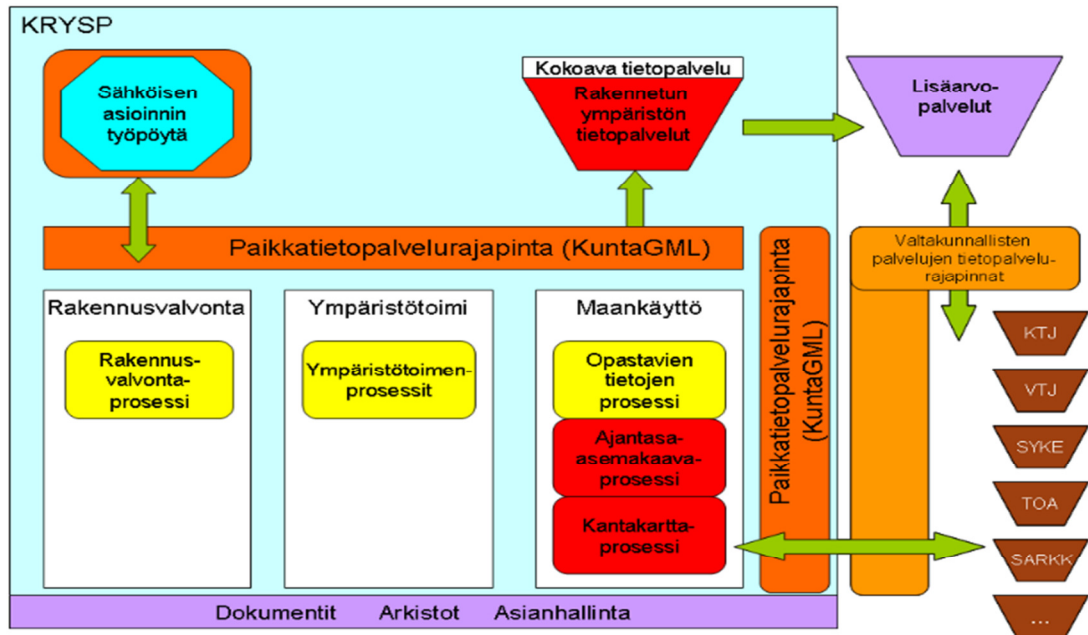 KRYSP
Sähköisen
asioinnin
työpöytä
Kokoava tietopalvelu
Rakennetun
ympäristön
tietopalvelut
Lisäarvo-
palvelut
Paikkatietopalvelurajapinta (KuntaGML)
Paikkatietopalvelurajapinta
(KuntaGML)
Valtakunnallisten
palvelujen tietopalvelu-
rajapinnat
Rakennusvalvonta
Rakennus-
valvonta-
prosessi
Ympäristötoimi
Ympäristötoimen-
prosessit
Maankäyttö
Opastavien
tietojen
prosessi
Ajantasa-
asemakaava-
prosessi
Kantakartta-
prosessi
KTJ
VTJ
SYKE
TOA
SARKK
...
Dokumentit Arkistot Asianhallinta